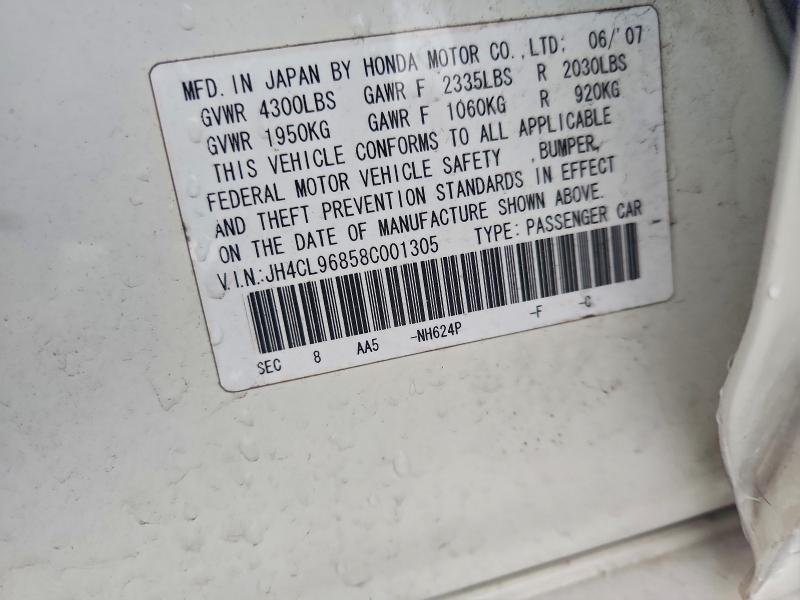 MFD. IN JAPAN BY HONDA MOTOR CO.,LTD; 06/'07
GVWR 4300LBS GAWR F 2335LBS R 2030LBS
GVWR 1950KG GAWR F 1060KG R 920KG
THIS VEHICLE CONFORMS TO ALL APPLICABLE
FEDERAL MOTOR VEHICLE SAFETY ,BUMPER,
AND THEFT PREVENTION STANDARDS IN EFFECT
ON THE DATE OF MANUFACTURE SHOWN ABOVE.
V.I.N.:JH4CL96858C001305 TYPE: PASSENGER CAR
SEC 8 AA5 -NH624P -F -C